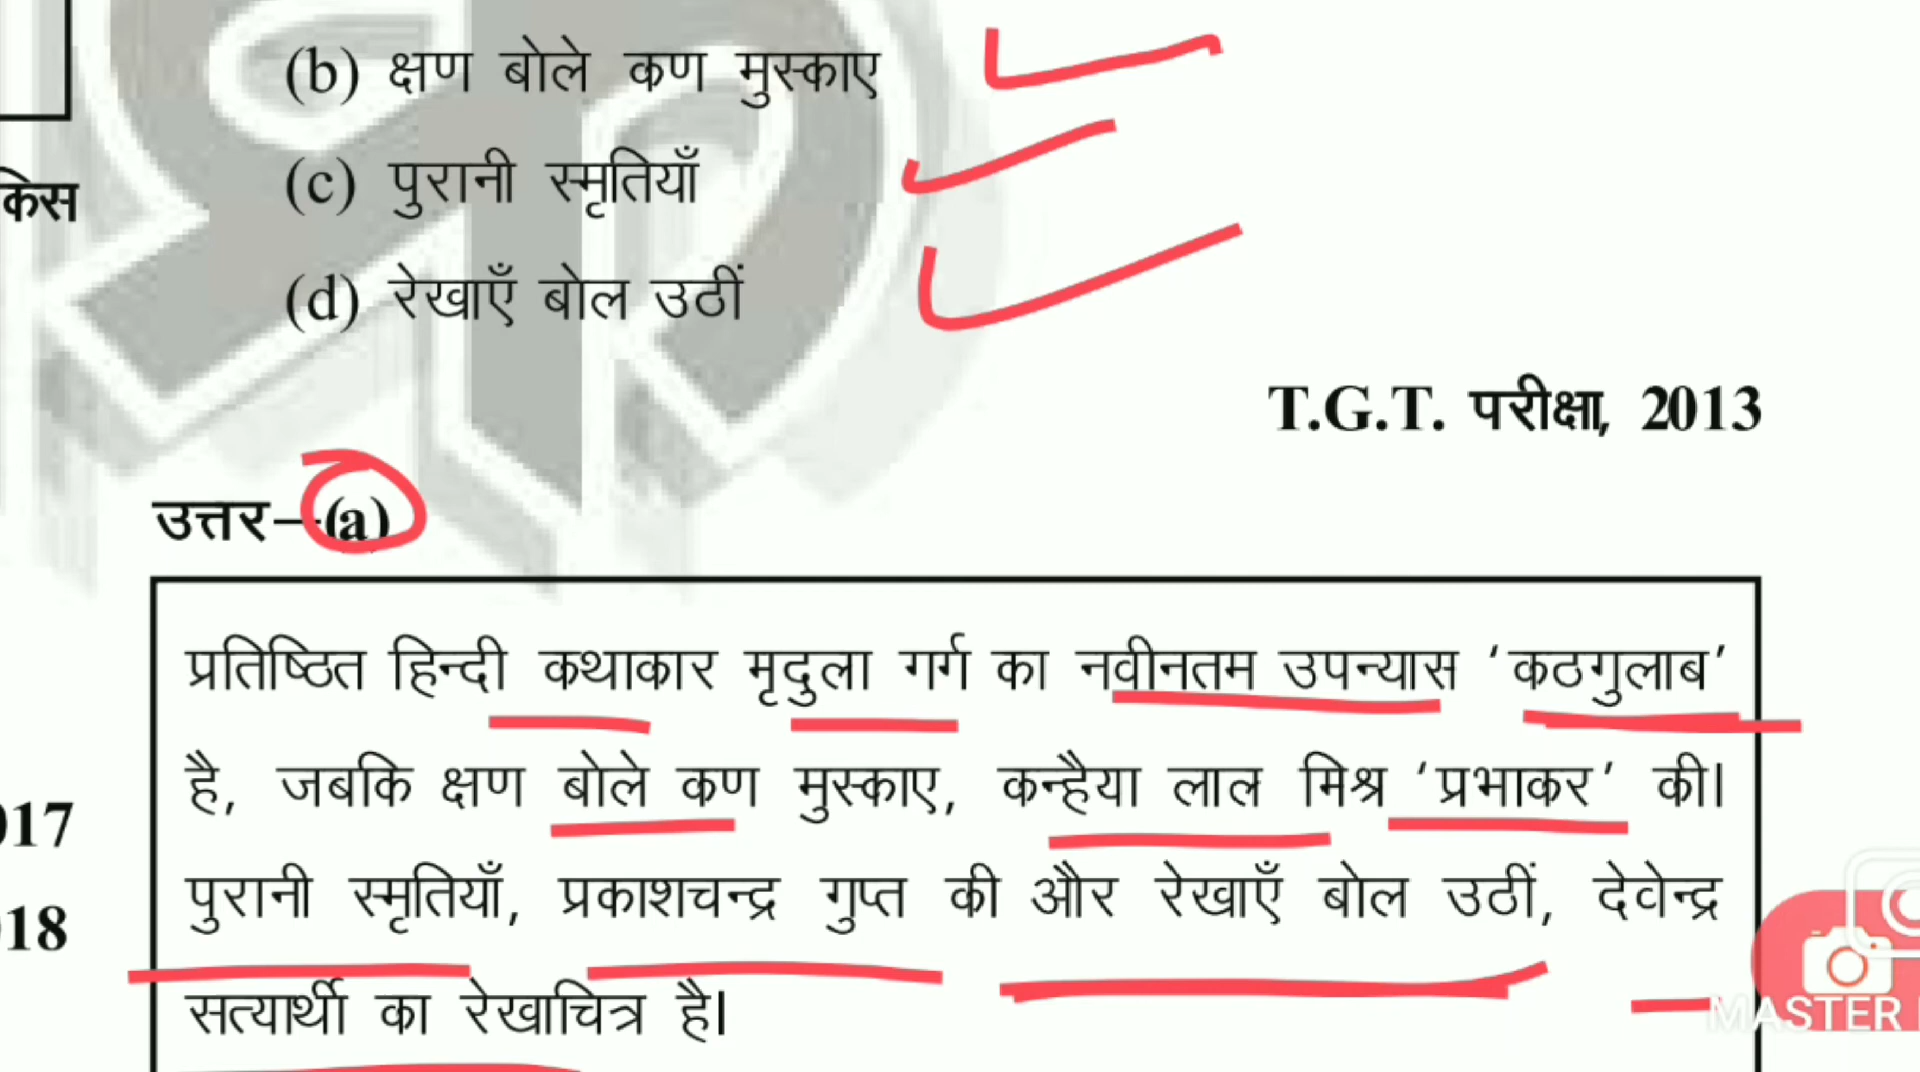 (b) क्षण बोले कण मुस्काए
(c) पुरानी स्मृतियाँ
किस
(d) रेखाएँ बोल उठीं
T.G.T. परीक्षा, 2013
उत्तर–(a)
प्रतिष्ठित हिन्दी कथाकार मृदुला गर्ग का नवीनतम उपन्यास ‘कठगुलाब’
है, जबकि क्षण बोले कण मुस्काए, कन्हैया लाल मिश्र ‘प्रभाकर’ की।
017
पुरानी स्मृतियाँ, प्रकाशचन्द्र गुप्त की और रेखाएँ बोल उठीं, देवेन्द्र
018
सत्यार्थी का रेखाचित्र है।
MASTER